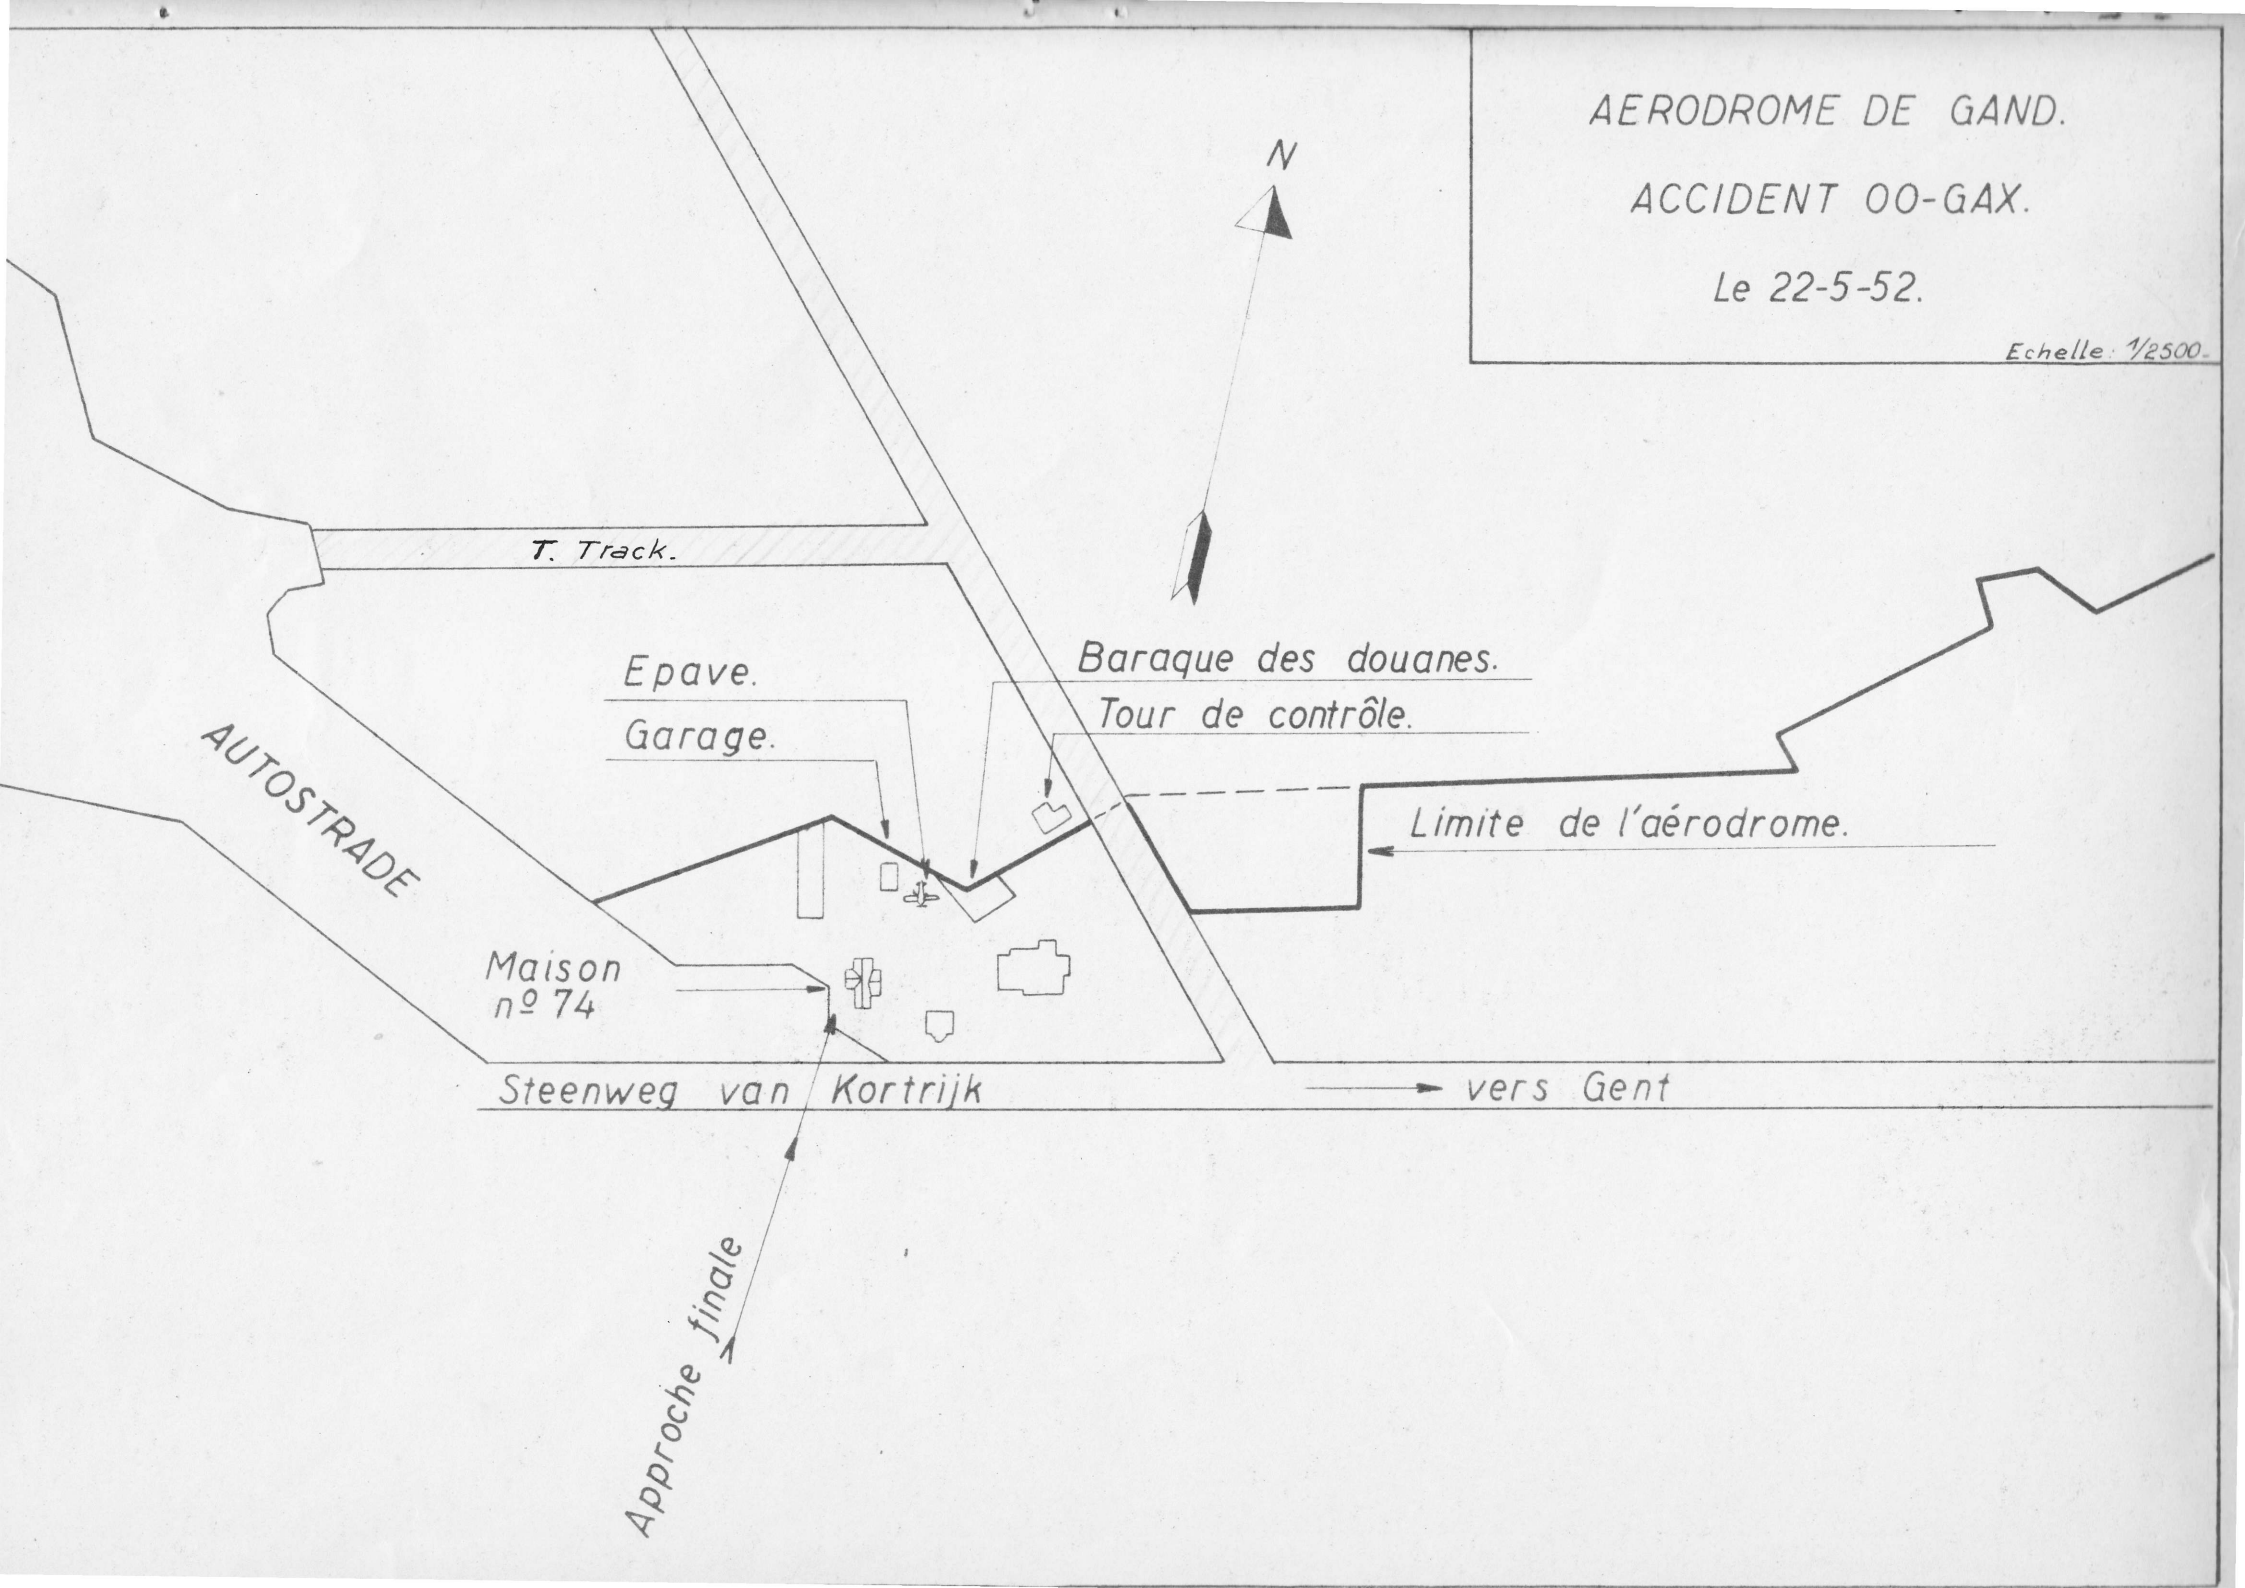 AERODROME DE GAND.
ACCIDENT OO-GAX.
Le 22-5-52.
Echelle: 1/2500-
N
T. Track.
Epave.
Garage.
Baraque des douanes.
Tour de contrôle.
AUTOSTRADE
Limite de l'aérodrome.
Maison
nº 74
Steenweg van Kortrijk
vers Gent
Approche finale